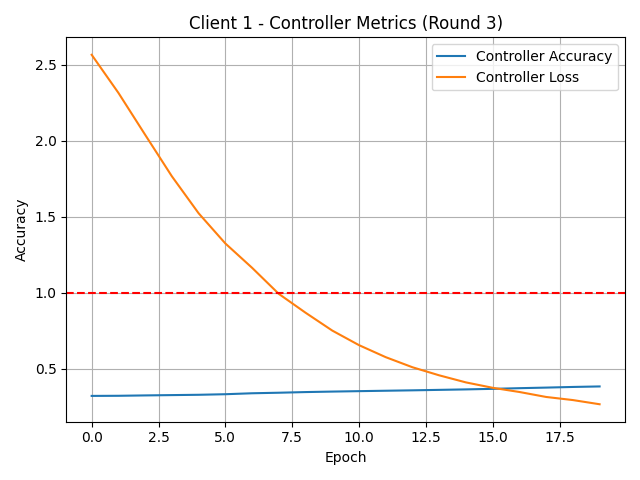 Client 1 - Controller Metrics (Round 3)
Controller Accuracy
Controller Loss
2.5
2.0
1.5
1.0
0.5
Accuracy
0.0 2.5 5.0 7.5 10.0 12.5 15.0 17.5
Epoch